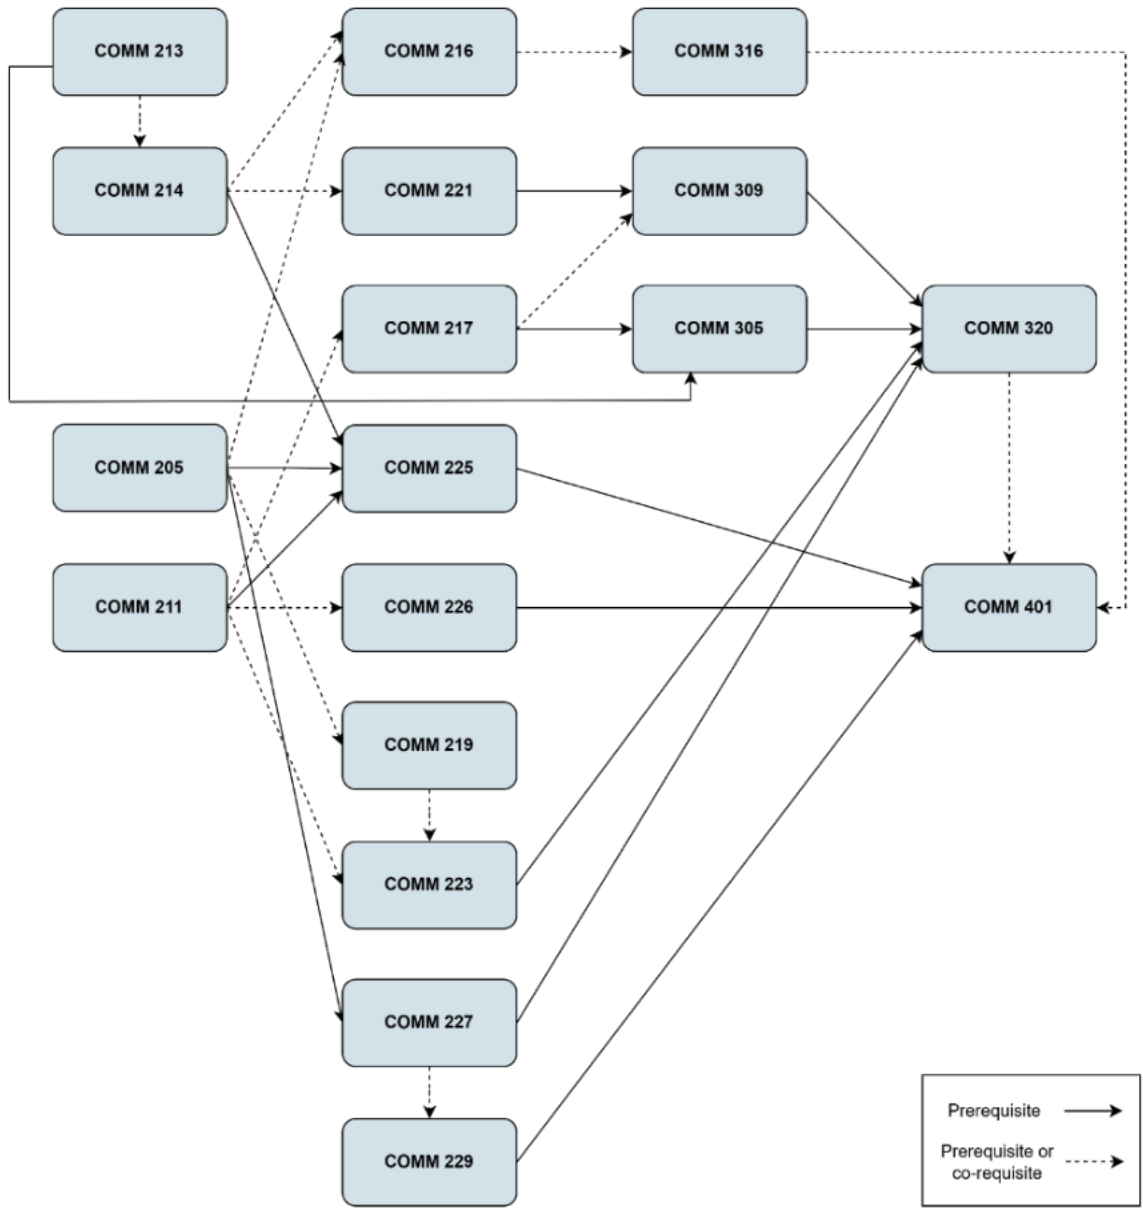 COMM 213
COMM 216
COMM 316
COMM 214
COMM 221
COMM 309
COMM 217
COMM 305
COMM 320
COMM 205
COMM 225
COMM 211
COMM 226
COMM 401
COMM 219
COMM 223
COMM 227
COMM 229
Prerequisite
Prerequisite or
co-requisite